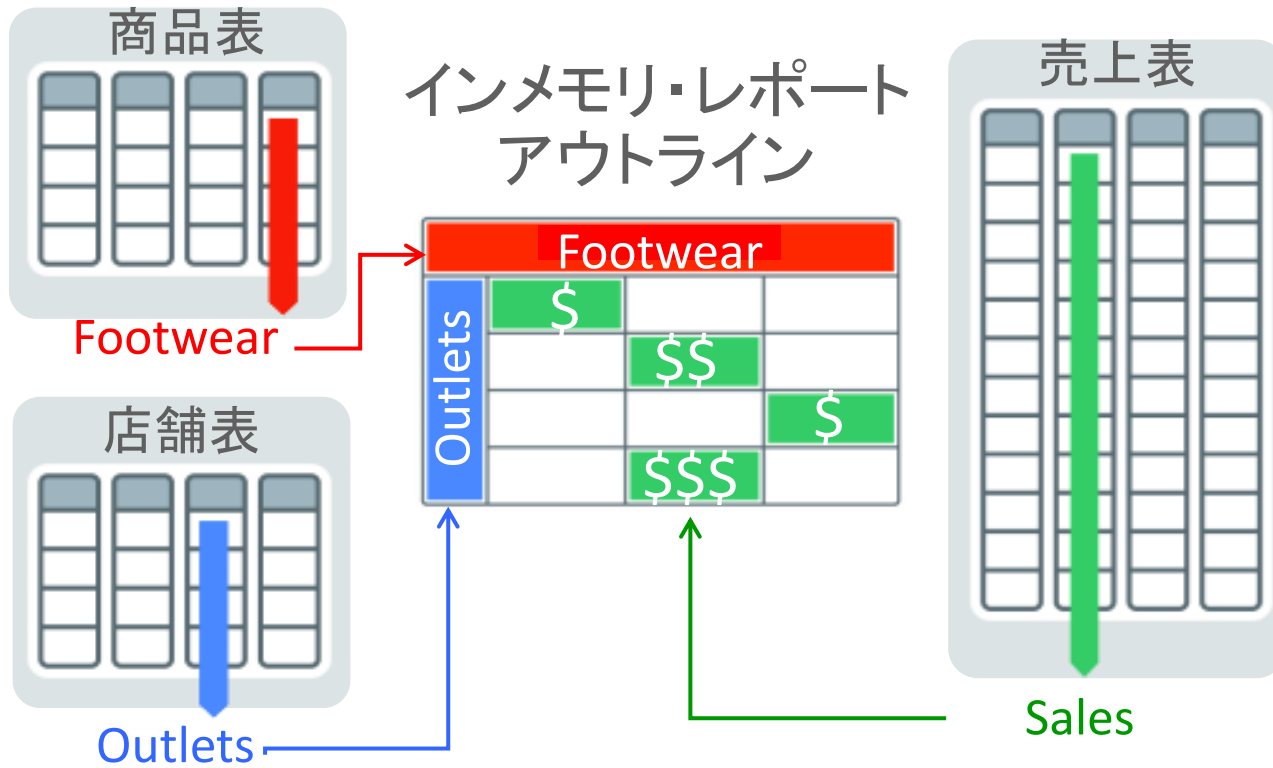 商品表
Footwear
店舗表
Outlets
インメモリ・レポート
アウトライン
Footwear
Outlets
$
$$
$
$$$
売上表
Sales